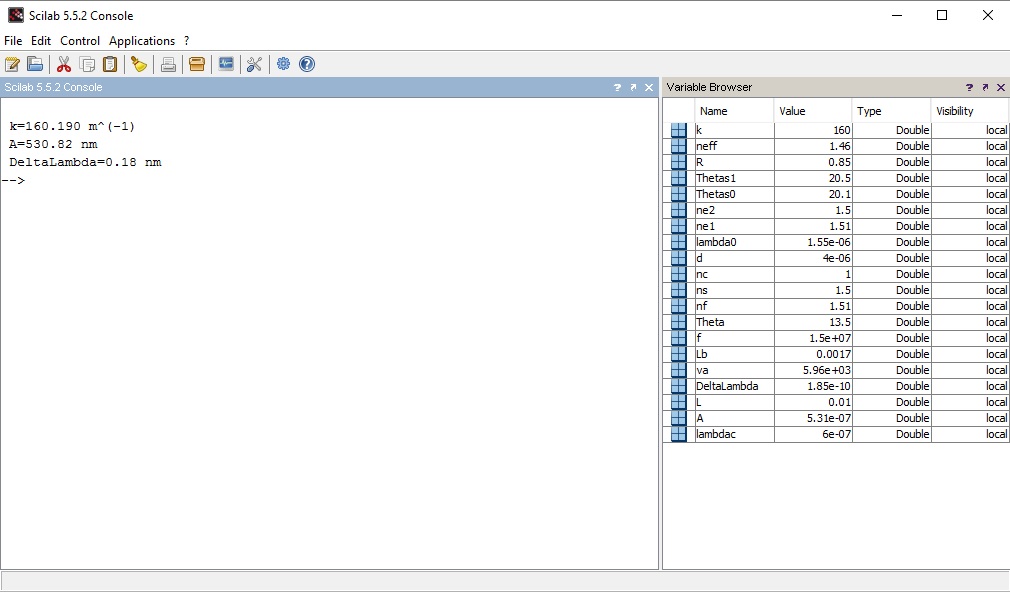 Scilab 5.5.2 Console
File Edit Control Applications ?
Scilab 5.5.2 Console
k=160.190 m^(-1)
A=530.82 nm
DeltaLambda=0.18 nm
-->
Variable Browser
Name Value Type Visibility
k 160 Double local
neff 1.46 Double local
R 0.85 Double local
Thetas1 20.5 Double local
Thetas0 20.1 Double local
ne2 1.5 Double local
ne1 1.51 Double local
lambda0 1.55e-06 Double local
d 4e-06 Double local
nc 1 Double local
ns 1.5 Double local
nf 1.51 Double local
Theta 13.5 Double local
f 1.5e+07 Double local
Lb 0.0017 Double local
va 5.96e+03 Double local
DeltaLambda 1.85e-10 Double local
L 0.01 Double local
A 5.31e-07 Double local
lambdac 6e-07 Double local